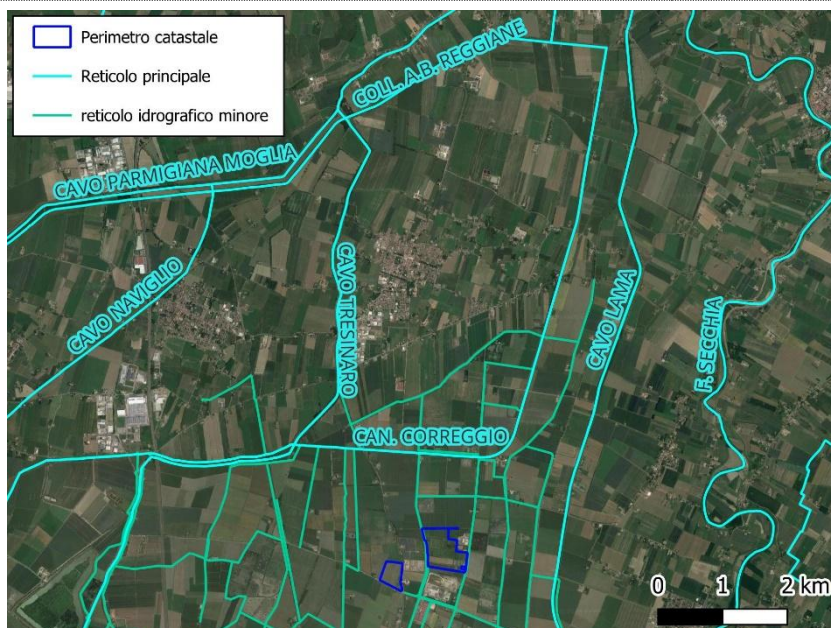 Perimetro catastale
Reticolo principale
reticolo idrografico minore
COLL. A.B. REGGIANE
CAVO PARMIGIANA MOGLIA
CAVO NAVIGLIO
CAVO TRESINARO
CAVO LAMA
F. SECCHIA
CAN. CORREGGIO
0 1 2 km